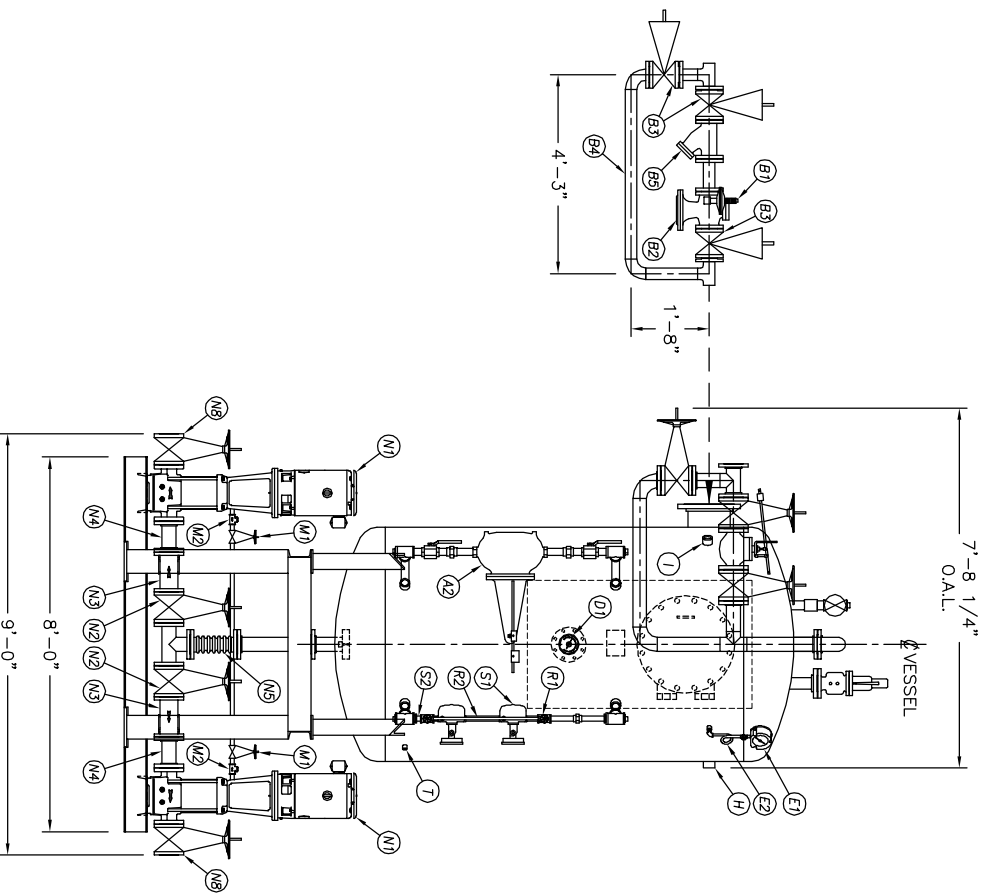 B3
B3
B4
B5
B1
B2
4'-3"
1'-8"
7'-8 1/4"
O.A.L.
℄ VESSEL
I
D1
A2
E1
E2
H
R1
S1
R2
S2
T
N8
N1
M1
M2
N4
N3
N2
N5
N2
N3
N4
M2
M1
N1
N8
8'-0"
9'-0"